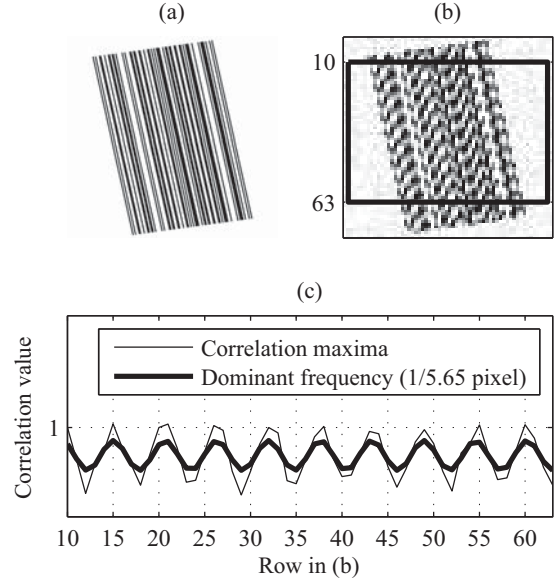 (a)
(b)
10
63
(c)
Correlation maxima
Dominant frequency (1/5.65 pixel)
1
Correlation value
10 15 20 25 30 35 40 45 50 55 60
Row in (b)